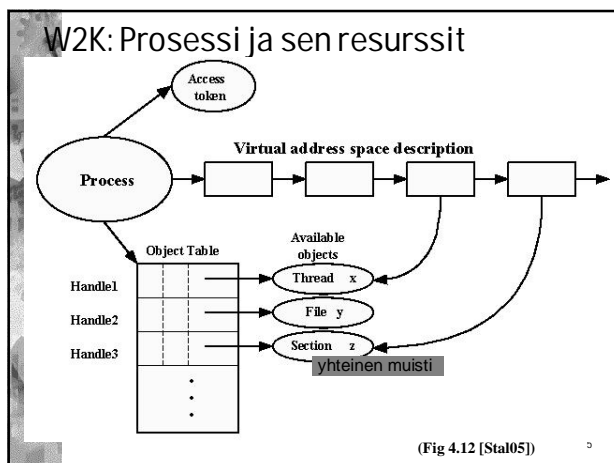 W2K: Prosessi ja sen resurssit
Access
token
Virtual address space description
Process
Object Table
Available
objects
Handle1
Thread x
Handle2
File y
Handle3
Section z
yhteinen muisti
(Fig 4.12 [Stal05])